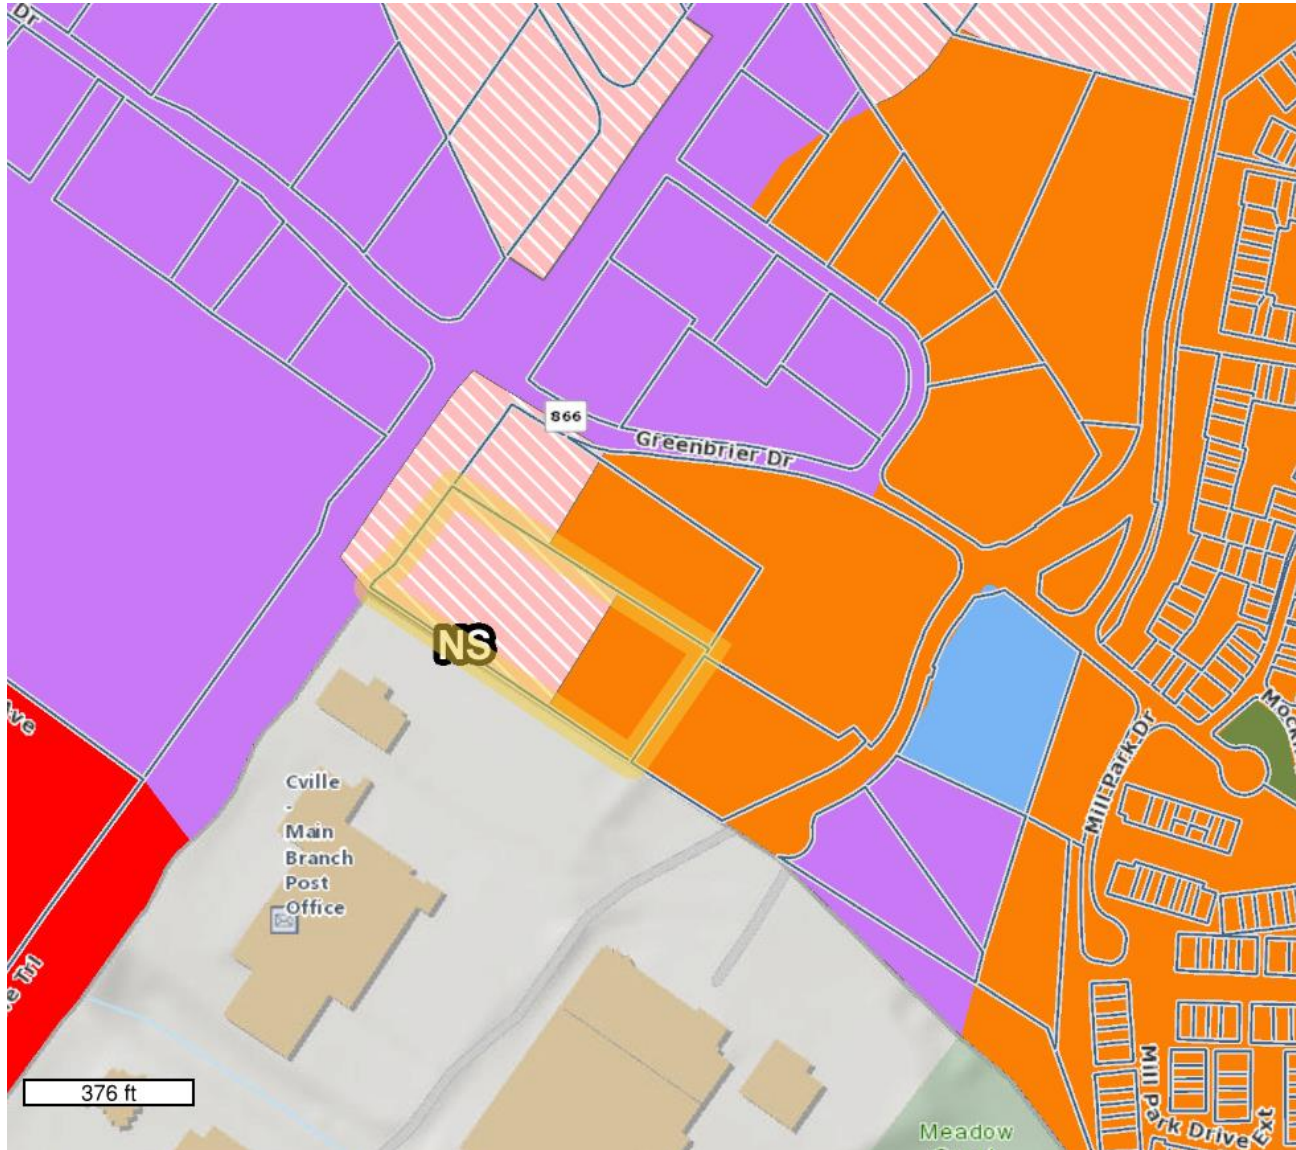 Dr
866
Greenbrier Dr
NS
Ave
Cville
-
Main
Branch
Post
Office
Mill Park Dr
e Trl
376 ft
Mill Park Drive Ext
Meadow